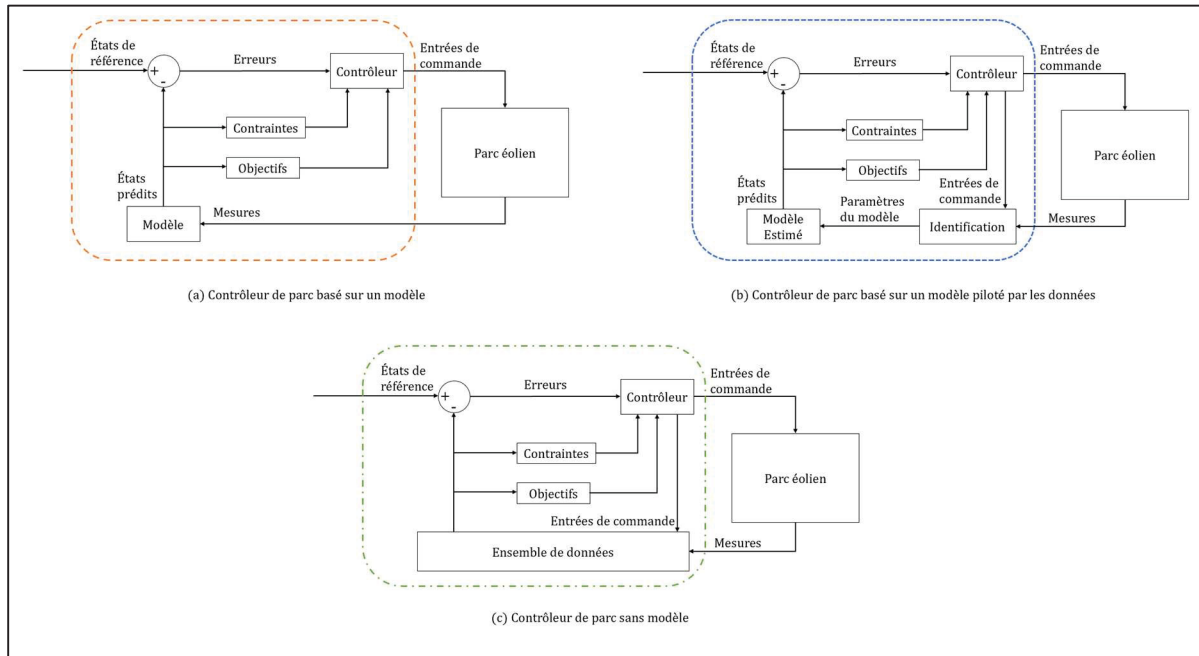 États de
référence
+
-
Erreurs
Contrôleur
Entrées de
commande
Contraintes
Objectifs
Parc éolien
États
prédits
Modèle
Mesures
(a) Contrôleur de parc basé sur un modèle
États de
référence
+
-
Erreurs
Contrôleur
Entrées de
commande
Contraintes
Objectifs
Parc éolien
États
prédits
Modèle
Estimé
Paramètres
du modèle
Entrées de
commande
Identification
Mesures
(b) Contrôleur de parc basé sur un modèle piloté par les données
États de
référence
+
-
Erreurs
Contrôleur
Entrées de
commande
Contraintes
Objectifs
Parc éolien
Entrées de commande
Ensemble de données
Mesures
(c) Contrôleur de parc sans modèle